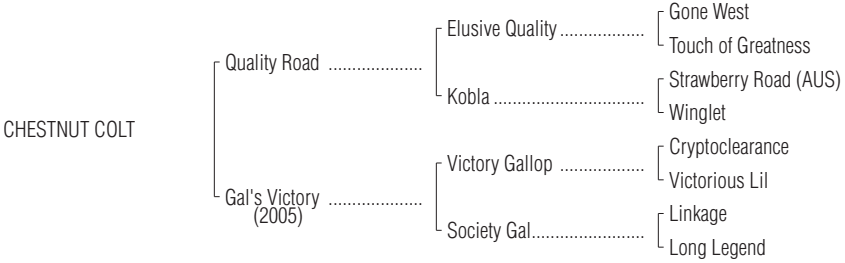 Gone West
Elusive Quality ..................
Touch of Greatness
Quality Road ....................
Strawberry Road (AUS)
Kobla ................................
Winglet
CHESTNUT COLT
Cryptoclearance
Victory Gallop ..................
Victorious Lil
Gal's Victory ....................
(2005)
Linkage
Society Gal........................
Long Legend